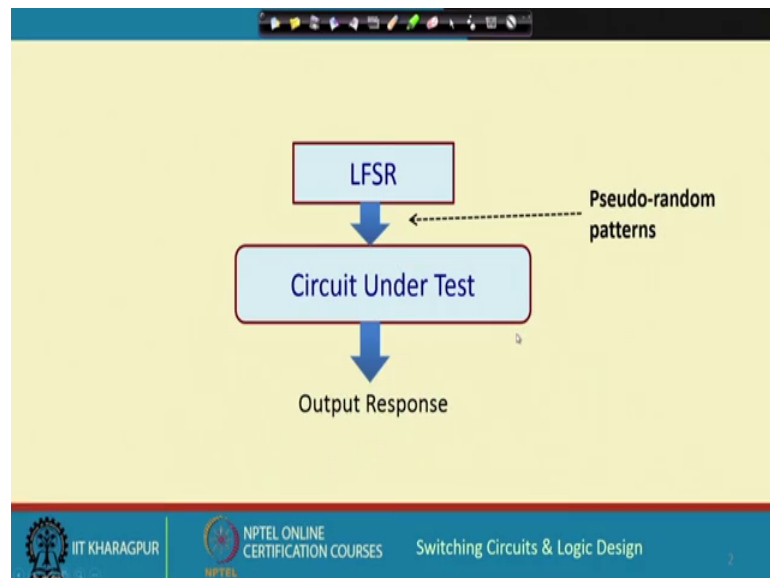 LFSR
Pseudo-random
patterns
Circuit Under Test
Output Response
IIT KHARAGPUR
NPTEL
NPTEL ONLINE
CERTIFICATION COURSES
Switching Circuits & Logic Design
2